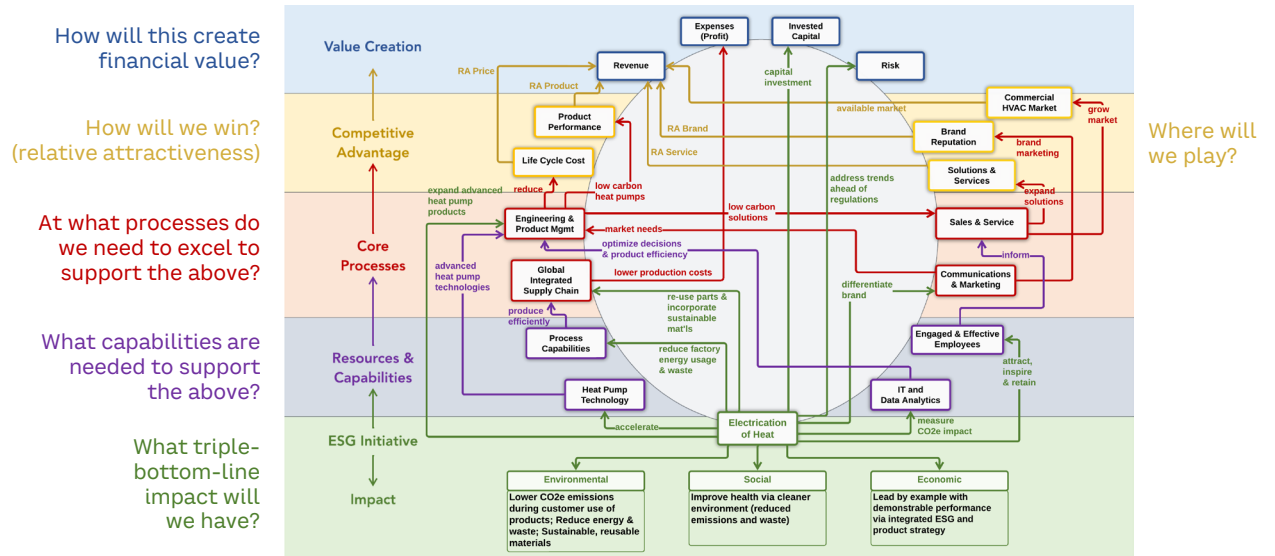 How will this create
financial value?
How will we win?
(relative attractiveness)
At what processes do
we need to excel to
support the above?
What capabilities are
needed to support
the above?
What triple-
bottom-line
impact will
we have?
Value Creation
Competitive
Advantage
Core
Processes
Resources &
Capabilities
ESG Initiative
Impact
Expenses
(Profit)
Invested
Capital
Revenue
Risk
RA Price
RA Product
capital
investment
available market
Commercial
HVAC Market
grow
market
Product
Performance
RA Brand
Brand
Reputation
brand
marketing
Life Cycle Cost
RA Service
Solutions &
Services
address trends
ahead of
regulations
expand advanced
heat pump
products
reduce
low carbon
heat pumps
expand
solutions
Engineering &
Product Mgmt
low carbon
solutions
Sales & Service
market needs
optimize decisions
& product efficiency
inform
advanced
heat pump
technologies
Global
Integrated
Supply Chain
lower production costs
Communications
& Marketing
differentiate
brand
re-use parts &
incorporate
sustainable
mat'ls
produce
efficiently
Process
Capabilities
reduce factory
energy usage
& waste
Engaged & Effective
Employees
attract,
inspire
& retain
Heat Pump
Technology
IT and
Data Analytics
accelerate
Electrication
of Heat
measure
CO2e impact
Environmental
Lower CO2e emissions
during customer use of
products; Reduce energy &
waste; Sustainable, reusable
materials
Social
Improve health via cleaner
environment (reduced
emissions and waste)
Economic
Lead by example with
demonstrable performance
via integrated ESG and
product strategy
Where will
we play?